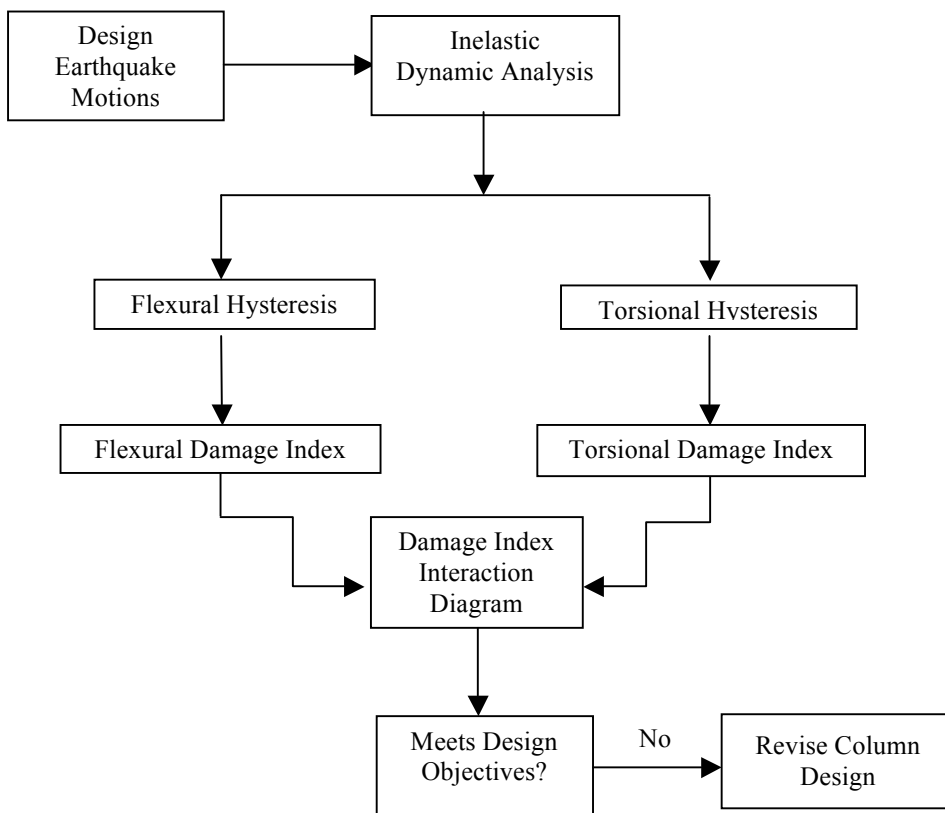 Design
Earthquake
Motions
Inelastic
Dynamic Analysis
Flexural Hysteresis
Torsional Hvsteresis
Flexural Damage Index
Torsional Damage Index
Damage Index
Interaction
Diagram
Meets Design
Objectives?
No
Revise Column
Design